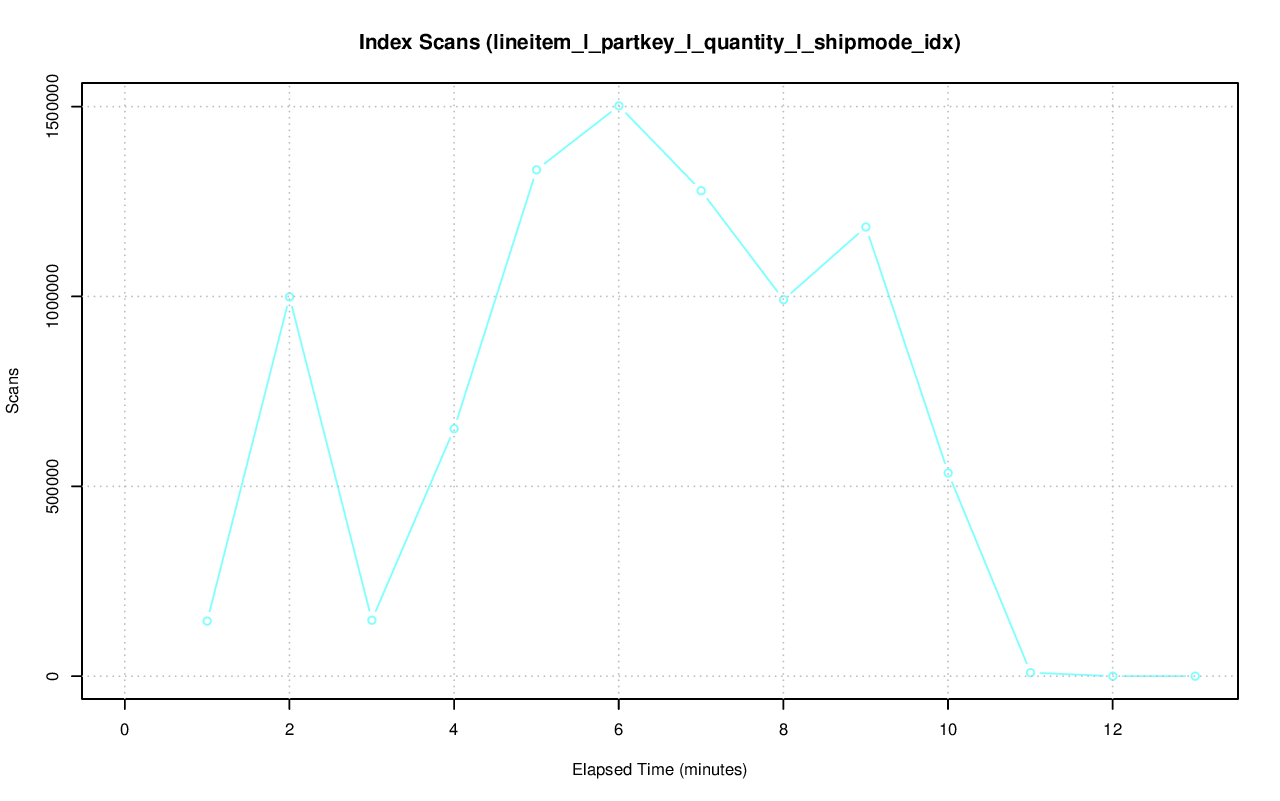 Index Scans (lineitem_l_partkey_l_quantity_l_shipmode_idx)
1500000
1000000
500000
0
Scans
0 2 4 6 8 10 12
Elapsed Time (minutes)